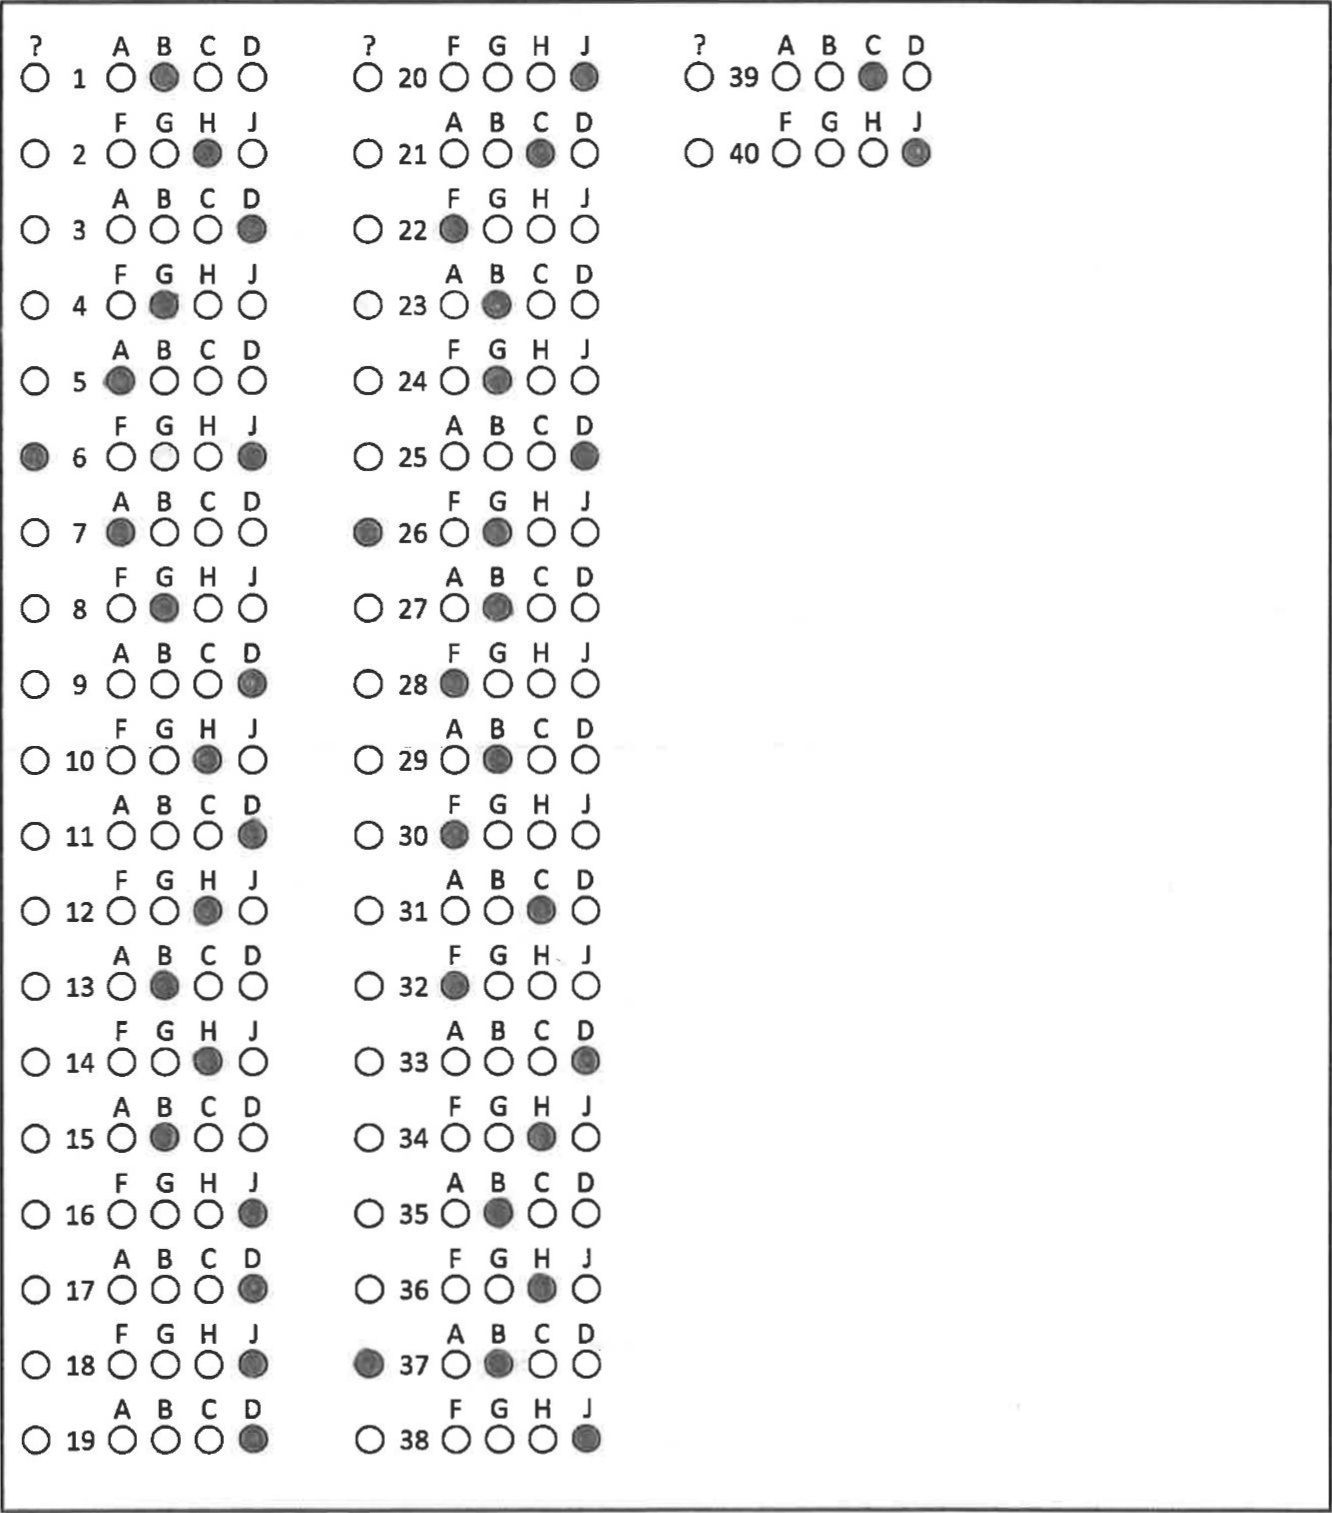 ? A B C D
1
F G H J
2
A B C D
3
F G H J
4
A B C D
5
F G H J
6
A B C D
7
F G H J
8
A B C D
9
F G H J
10
A B C D
11
F G H J
12
A B C D
13
F G H J
14
A B C D
15
F G H J
16
A B C D
17
F G H J
18
A B C D
19
? F G H J
20
A B C D
21
F G H J
22
A B C D
23
F G H J
24
A B C D
25
F G H J
26
A B C D
27
F G H J
28
A B C D
29
F G H J
30
A B C D
31
F G H J
32
A B C D
33
F G H J
34
A B C D
35
F G H J
36
A B C D
37
F G H J
38
? A B C D
39
F G H J
40